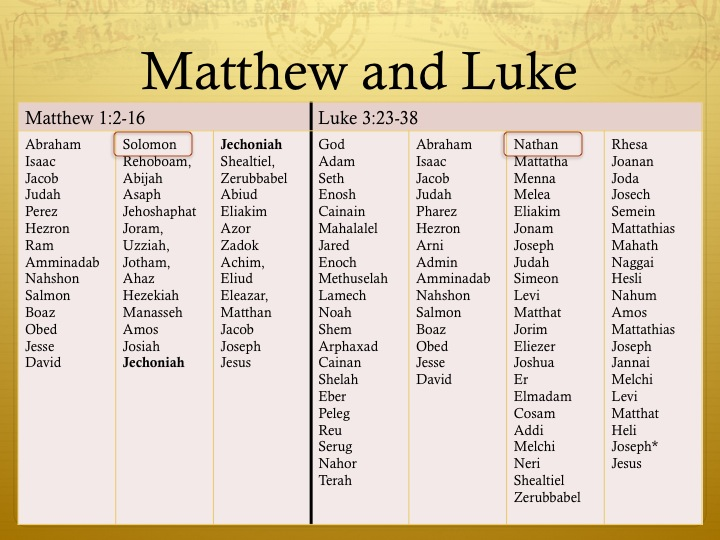 Matthew and Luke
Matthew 1:2-16
Abraham
Isaac
Jacob
Judah
Perez
Hezron
Ram
Amminadab
Nahshon
Salmon
Boaz
Obed
Jesse
David
Solomon
Rehoboam,
Abijah
Asaph
Jehoshaphat
Joram,
Uzziah,
Jotham,
Ahaz
Hezekiah
Manasseh
Amos
Josiah
Jechoniah
Jechoniah
Shealtiel,
Zerubbabel
Abiud
Eliakim
Azor
Zadok
Achim,
Eliud
Eleazar,
Matthan
Jacob
Joseph
Jesus
Luke 3:23-38
God
Adam
Seth
Enosh
Cainain
Mahalalel
Jared
Enoch
Methuselah
Lamech
Noah
Shem
Arphaxad
Cainan
Shelah
Eber
Peleg
Reu
Serug
Nahor
Terah
Abraham
Isaac
Jacob
Judah
Pharez
Hezron
Arni
Admin
Amminadab
Nahshon
Salmon
Boaz
Obed
Jesse
David
Nathan
Mattatha
Menna
Melea
Eliakim
Jonam
Joseph
Judah
Simeon
Levi
Matthat
Jorim
Eliezer
Joshua
Er
Elmadam
Cosam
Addi
Melchi
Neri
Shealtiel
Zerubbabel
Rhesa
Joanan
Joda
Josech
Semein
Mattathias
Mahath
Naggai
Hesli
Nahum
Amos
Mattathias
Joseph
Jannai
Melchi
Levi
Matthat
Heli
Joseph*
Jesus